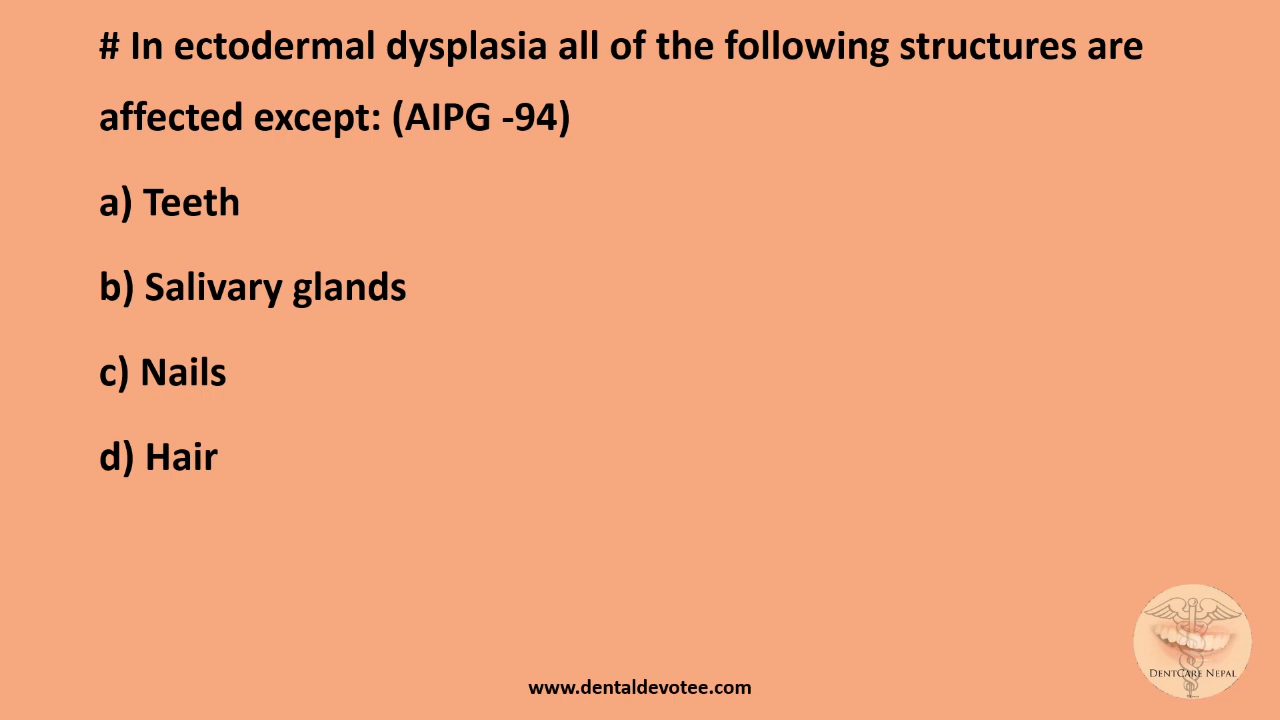 # In ectodermal dysplasia all of the following structures are
affected except: (AIPG -94)
a) Teeth
b) Salivary glands
c) Nails
d) Hair
DENTCARE NEPAL
www.dentaldevotee.com